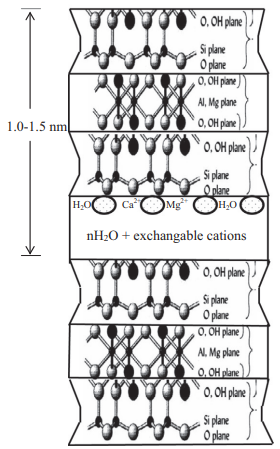 O, OH plane
Si plane
O plane
O, OH plane
Al, Mg plane
O, OH plane
1.0-1.5 nm
O, OH plane
Si plane
O plane
H₂O Ca²⁺ Mg²⁺ H₂O
nH₂O + exchangable cations
O, OH plane
Si plane
O plane
O, OH plane
Al, Mg plane
O, OH plane
O, OH plane
Si plane
O plane